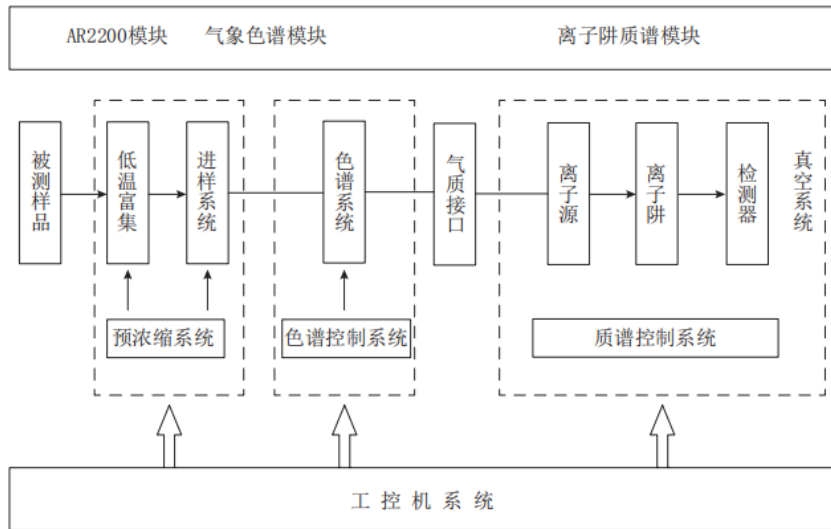 AR2200模块 气象色谱模块 离子阱质谱模块
被测样品
低温富集
进样系统
色谱系统
气质接口
离子源
离子阱
检测器
真空系统
预浓缩系统
色谱控制系统
质谱控制系统
工控机系统